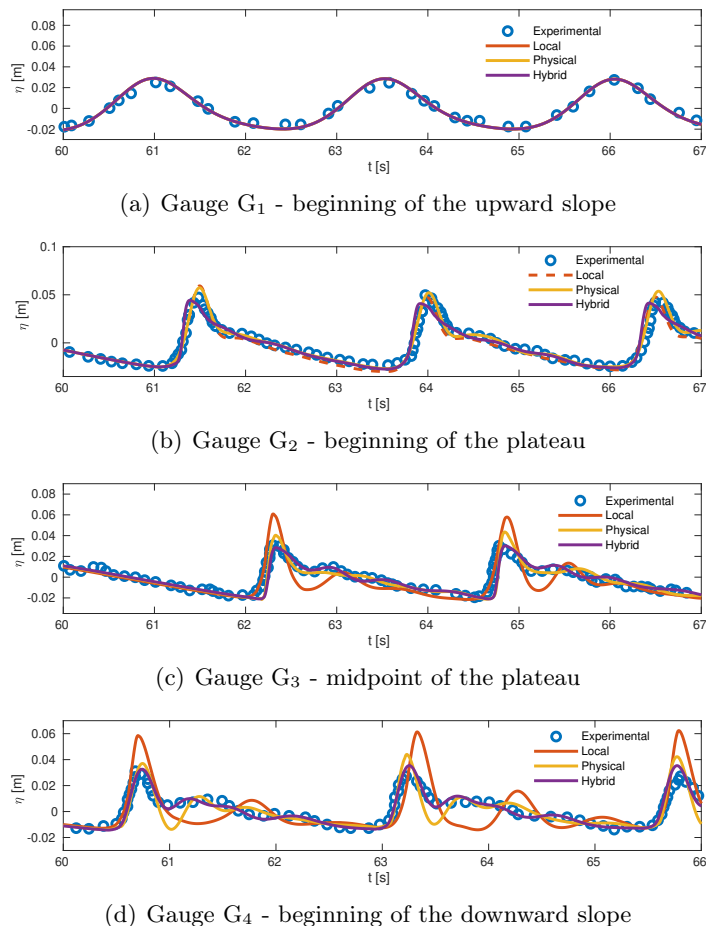 0.08
0.06
0.04
0.02
0
-0.02
η [m]
Experimental
Local
Physical
Hybrid
60 61 62 63 64 65 66 67
t [s]
(a) Gauge G₁ - beginning of the upward slope
0.1
0.05
0
η [m]
Experimental
Local
Physical
Hybrid
60 61 62 63 64 65 66 67
t [s]
(b) Gauge G₂ - beginning of the plateau
0.08
0.06
0.04
0.02
0
-0.02
η [m]
Experimental
Local
Physical
Hybrid
60 61 62 63 64 65 66 67
t [s]
(c) Gauge G₃ - midpoint of the plateau
0.06
0.04
0.02
0
-0.02
η [m]
Experimental
Local
Physical
Hybrid
60 61 62 63 64 65 66
t [s]
(d) Gauge G₄ - beginning of the downward slope